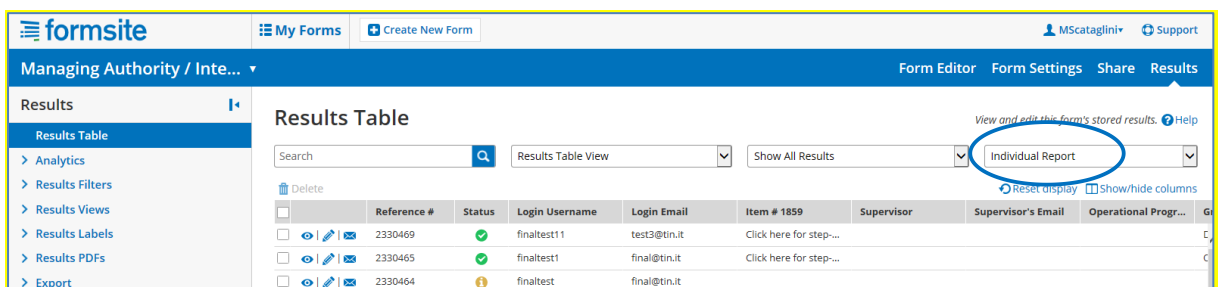 formsite My Forms Create New Form MScataglini Support
Managing Authority / Inte... Form Editor Form Settings Share Results
Results
Results Table
View and edit this form's stored results. Help
Results Table
Search Results Table View Show All Results Individual Report
Analytics
Results Filters
Delete Reset display Show/hide columns
Results Views
Reference # Status Login Username Login Email Item # 1859 Supervisor Supervisor's Email Operational Progr...
Results Labels
2330469 finaltest11 test3@tin.it Click here for step-...
Results PDFs
2330465 finaltest1 final@tin.it Click here for step-...
Export
2330464 finaltest final@tin.it